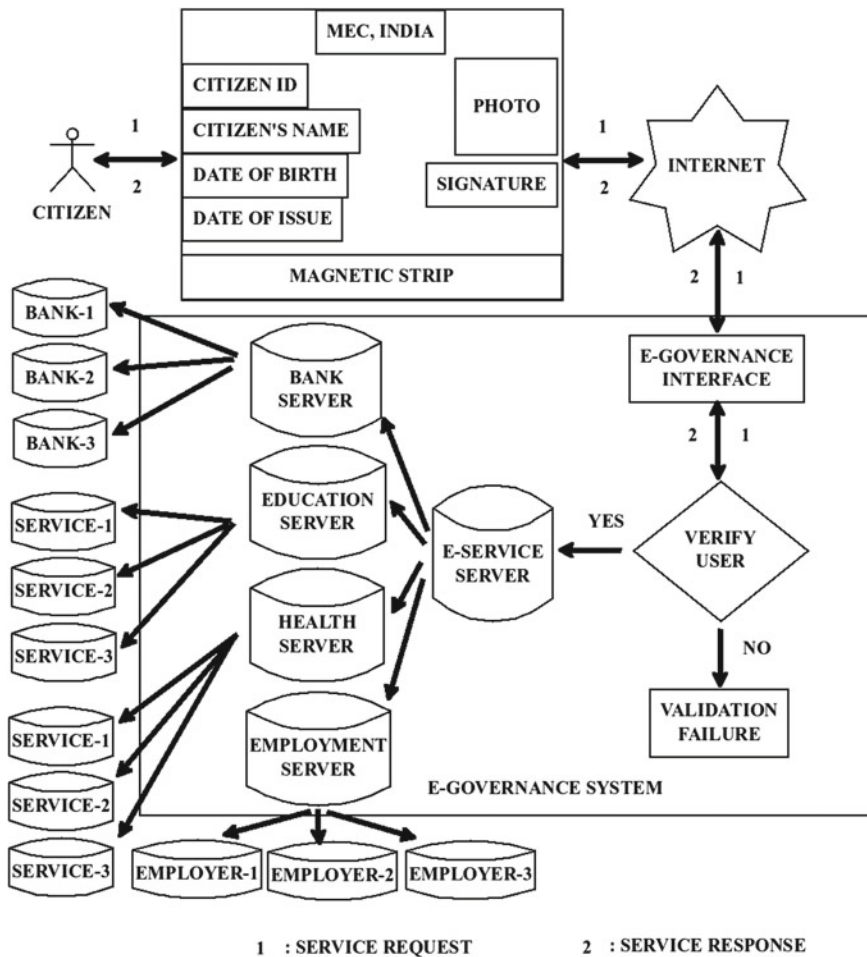 MEC, INDIA
CITIZEN ID
PHOTO
1
CITIZEN'S NAME
1
2
DATE OF BIRTH
SIGNATURE
2
INTERNET
CITIZEN
DATE OF ISSUE
MAGNETIC STRIP
2 1
BANK-1
BANK-2
BANK-3
BANK
SERVER
E-GOVERNANCE
INTERFACE
2 1
EDUCATION
SERVER
SERVICE-1
SERVICE-2
SERVICE-3
E-SERVICE
SERVER
YES
VERIFY
USER
HEALTH
SERVER
NO
SERVICE-1
SERVICE-2
SERVICE-3
EMPLOYMENT
SERVER
VALIDATION
FAILURE
E-GOVERNANCE SYSTEM
EMPLOYER-1
EMPLOYER-2
EMPLOYER-3
1 : SERVICE REQUEST
2 : SERVICE RESPONSE